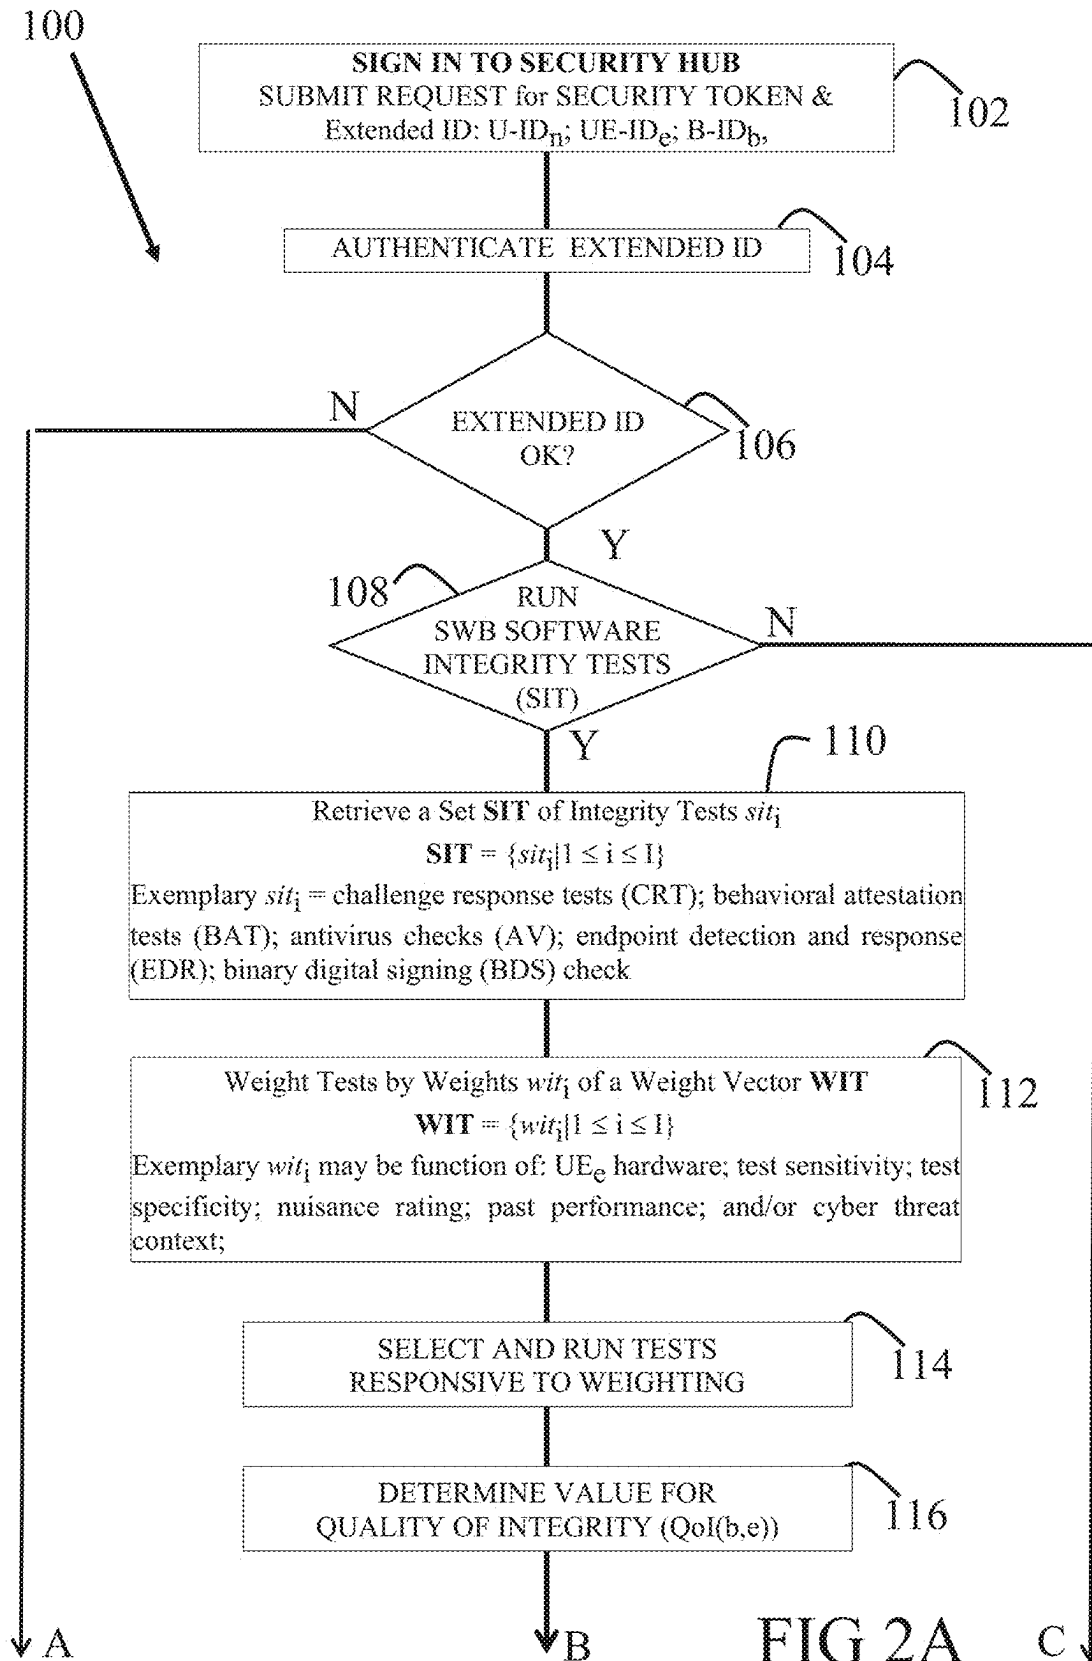 100
SIGN IN TO SECURITY HUB
SUBMIT REQUEST for SECURITY TOKEN &
Extended ID: U-IDn; UE-IDe; B-IDb,
102
AUTHENTICATE EXTENDED ID
104
N
EXTENDED ID
OK?
106
Y
108
RUN
SWB SOFTWARE
INTEGRITY TESTS
(SIT)
N
Y
110
Retrieve a Set SIT of Integrity Tests siti
SIT = {siti|1 ≤ i ≤ I}
Exemplary siti = challenge response tests (CRT); behavioral attestation
tests (BAT); antivirus checks (AV); endpoint detection and response
(EDR); binary digital signing (BDS) check
112
Weight Tests by Weights witi of a Weight Vector WIT
WIT = {witi|1 ≤ i ≤ I}
Exemplary witi may be function of: UEe hardware; test sensitivity; test
specificity; nuisance rating; past performance; and/or cyber threat
context;
SELECT AND RUN TESTS
RESPONSIVE TO WEIGHTING
114
DETERMINE VALUE FOR
QUALITY OF INTEGRITY (QoI(b,e))
116
A
B
FIG 2A
C